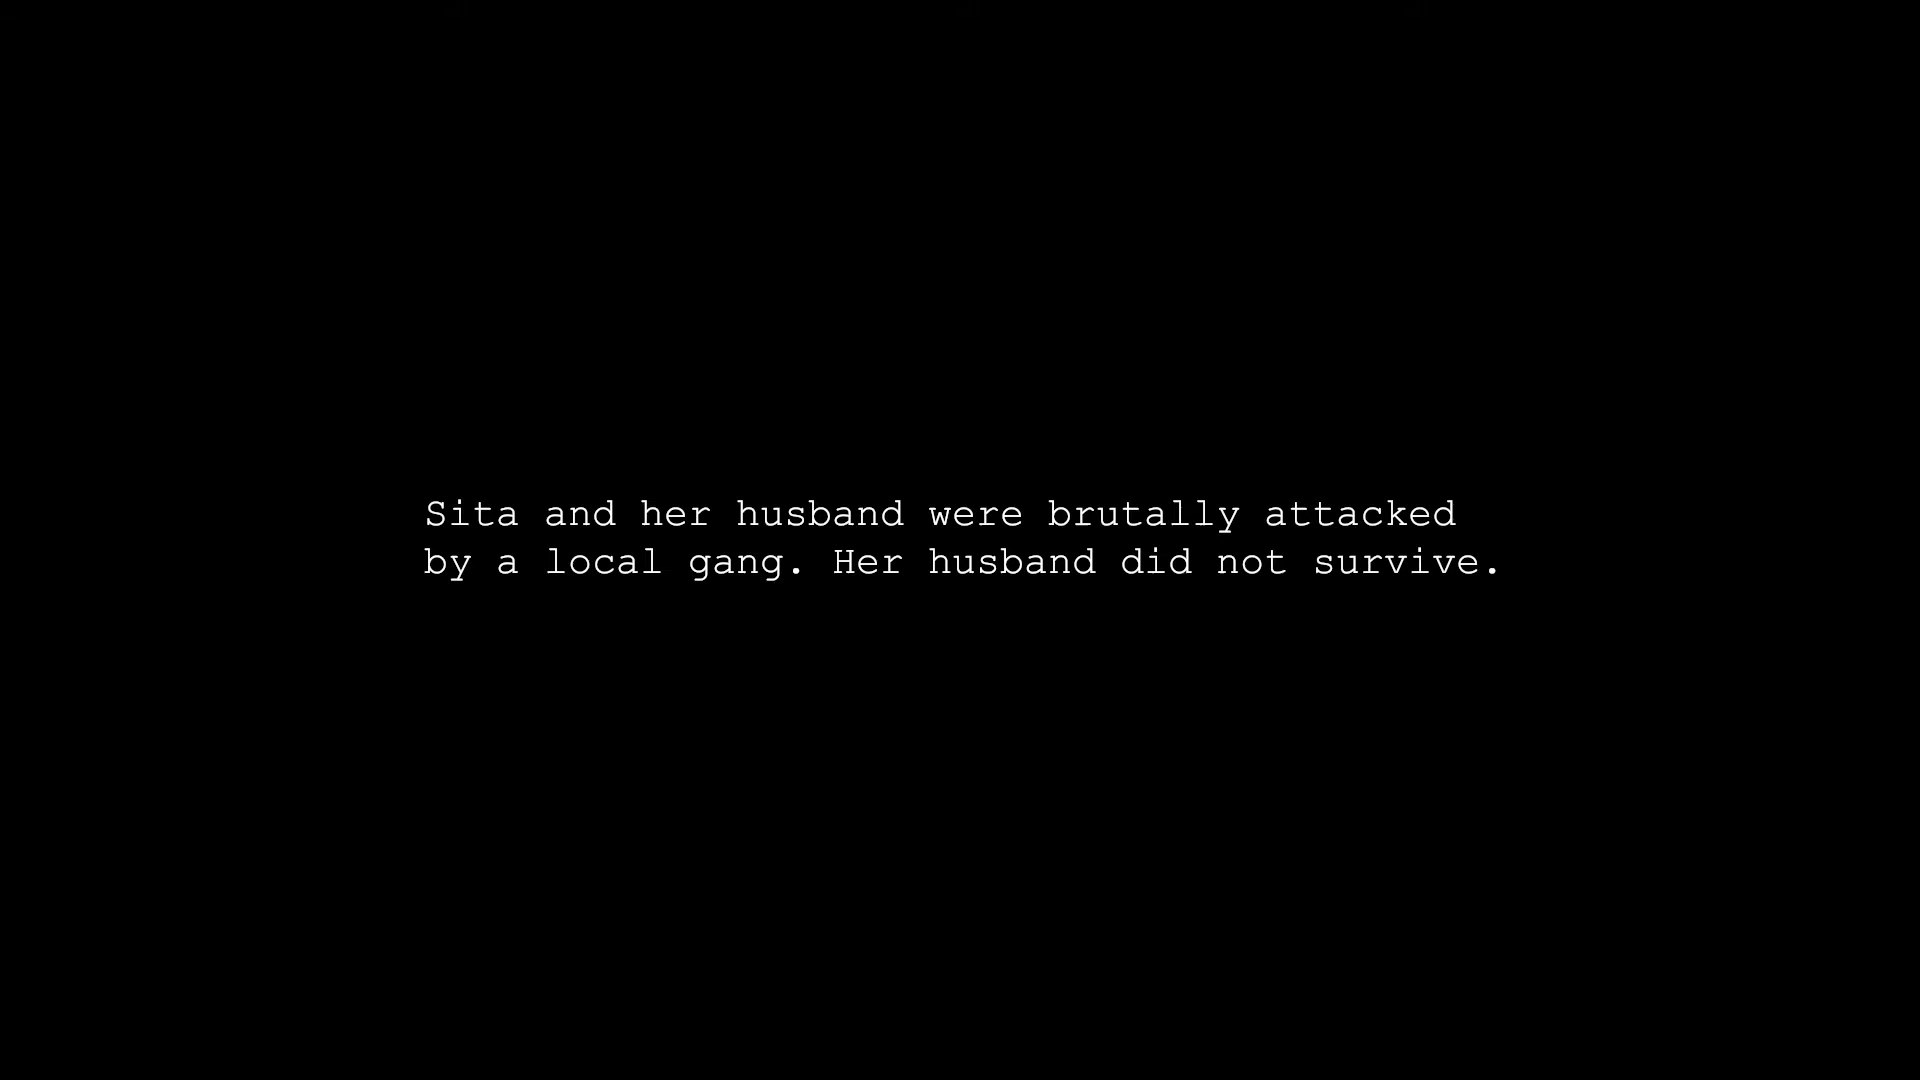 Sita and her husband were brutally attacked
by a local gang. Her husband did not survive.